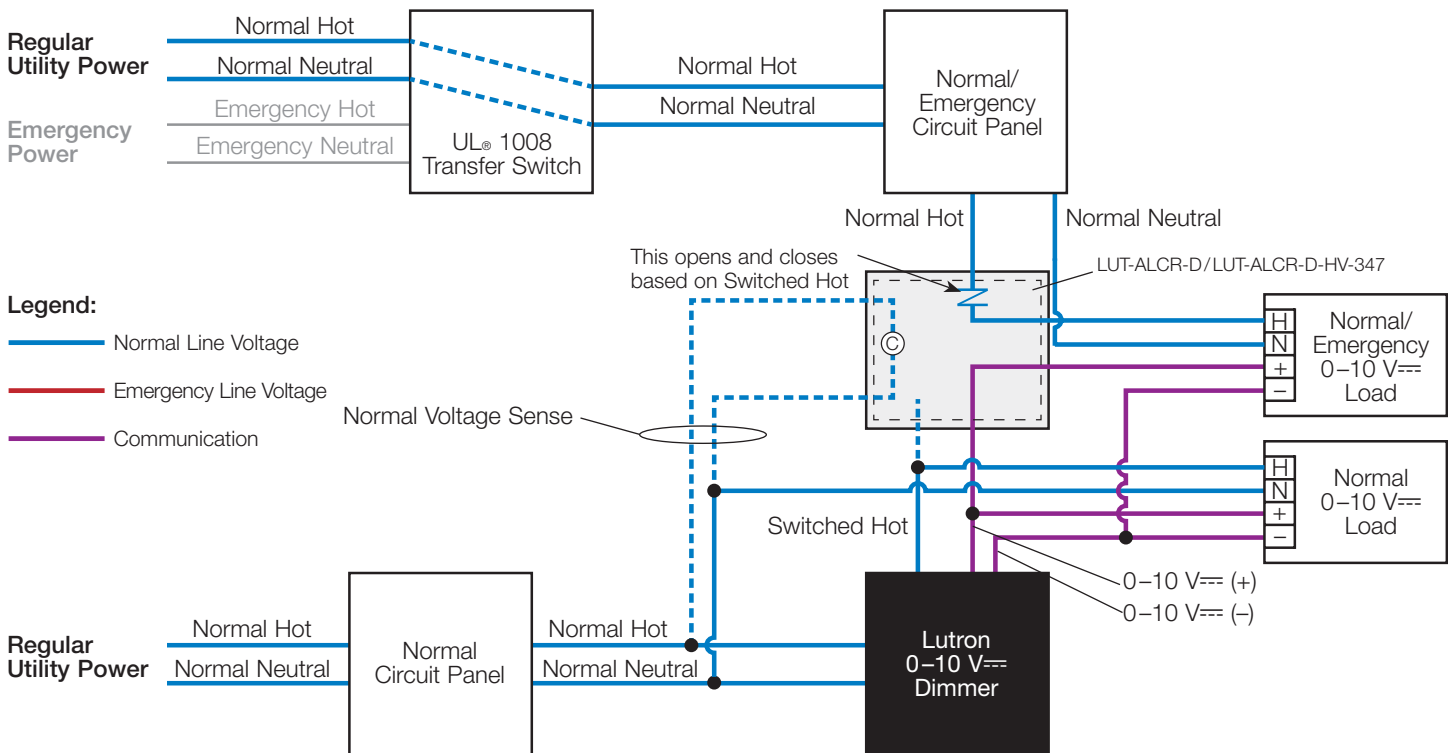 Regular
Utility Power
Normal Hot
Normal Neutral
Emergency
Power
Emergency Hot
Emergency Neutral
UL® 1008
Transfer Switch
Normal Hot
Normal Neutral
Normal/
Emergency
Circuit Panel
Normal Hot
Normal Neutral
This opens and closes
based on Switched Hot
LUT-ALCR-D/LUT-ALCR-D-HV-347
C
H
N
+
−
Normal/
Emergency
0–10 V⎓
Load
Legend:
Normal Line Voltage
Emergency Line Voltage
Communication
Normal Voltage Sense
H
N
+
−
Normal
0–10 V⎓
Load
Switched Hot
0–10 V⎓ (+)
0–10 V⎓ (–)
Regular
Utility Power
Normal Hot
Normal Neutral
Normal
Circuit Panel
Normal Hot
Normal Neutral
Lutron
0–10 V⎓
Dimmer